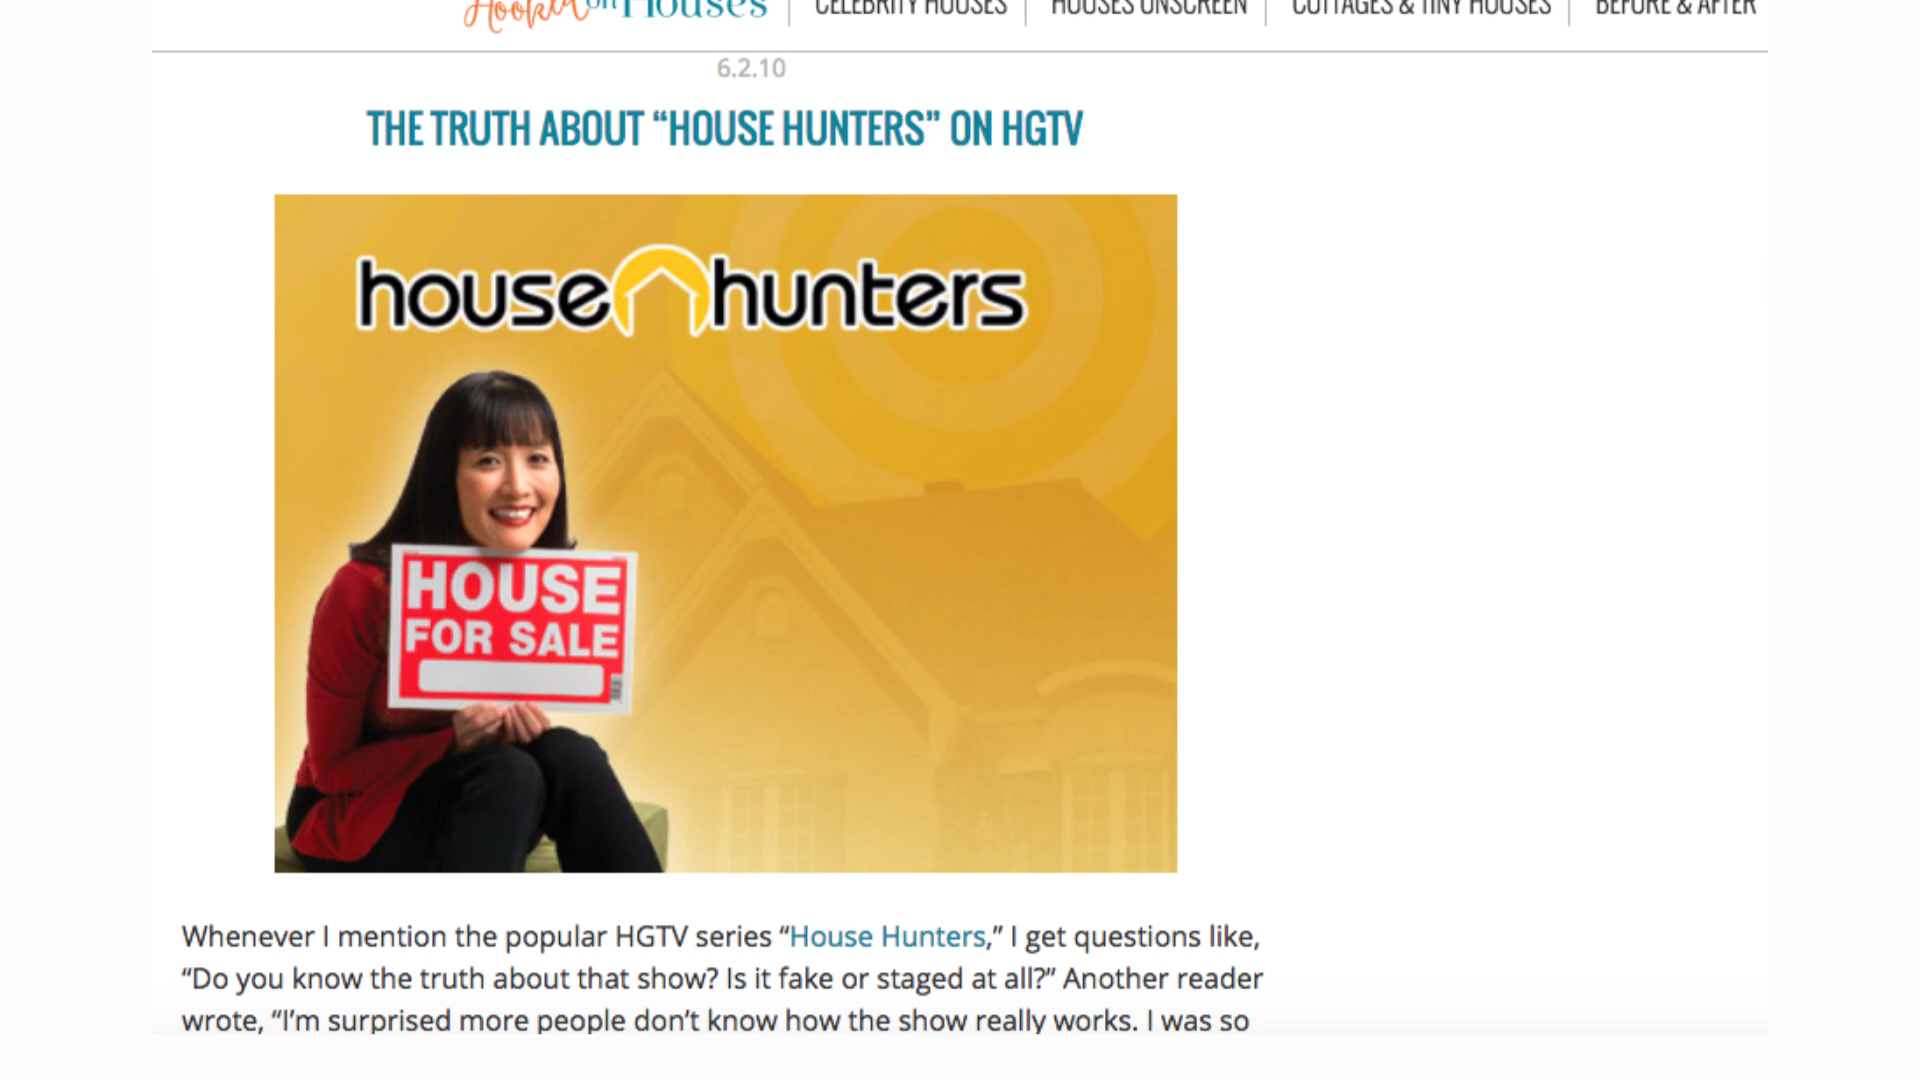 Hooked on Houses CELEBRITY HOUSES HOUSES ONSCREEN COTTAGES & TINY HOUSES BEFORE & AFTER
6.2.10
THE TRUTH ABOUT “HOUSE HUNTERS” ON HGTV
house hunters
HOUSE
FOR SALE
Whenever I mention the popular HGTV series “House Hunters,” I get questions like,
“Do you know the truth about that show? Is it fake or staged at all?” Another reader
wrote, “I’m surprised more people don’t know how the show really works. I was so